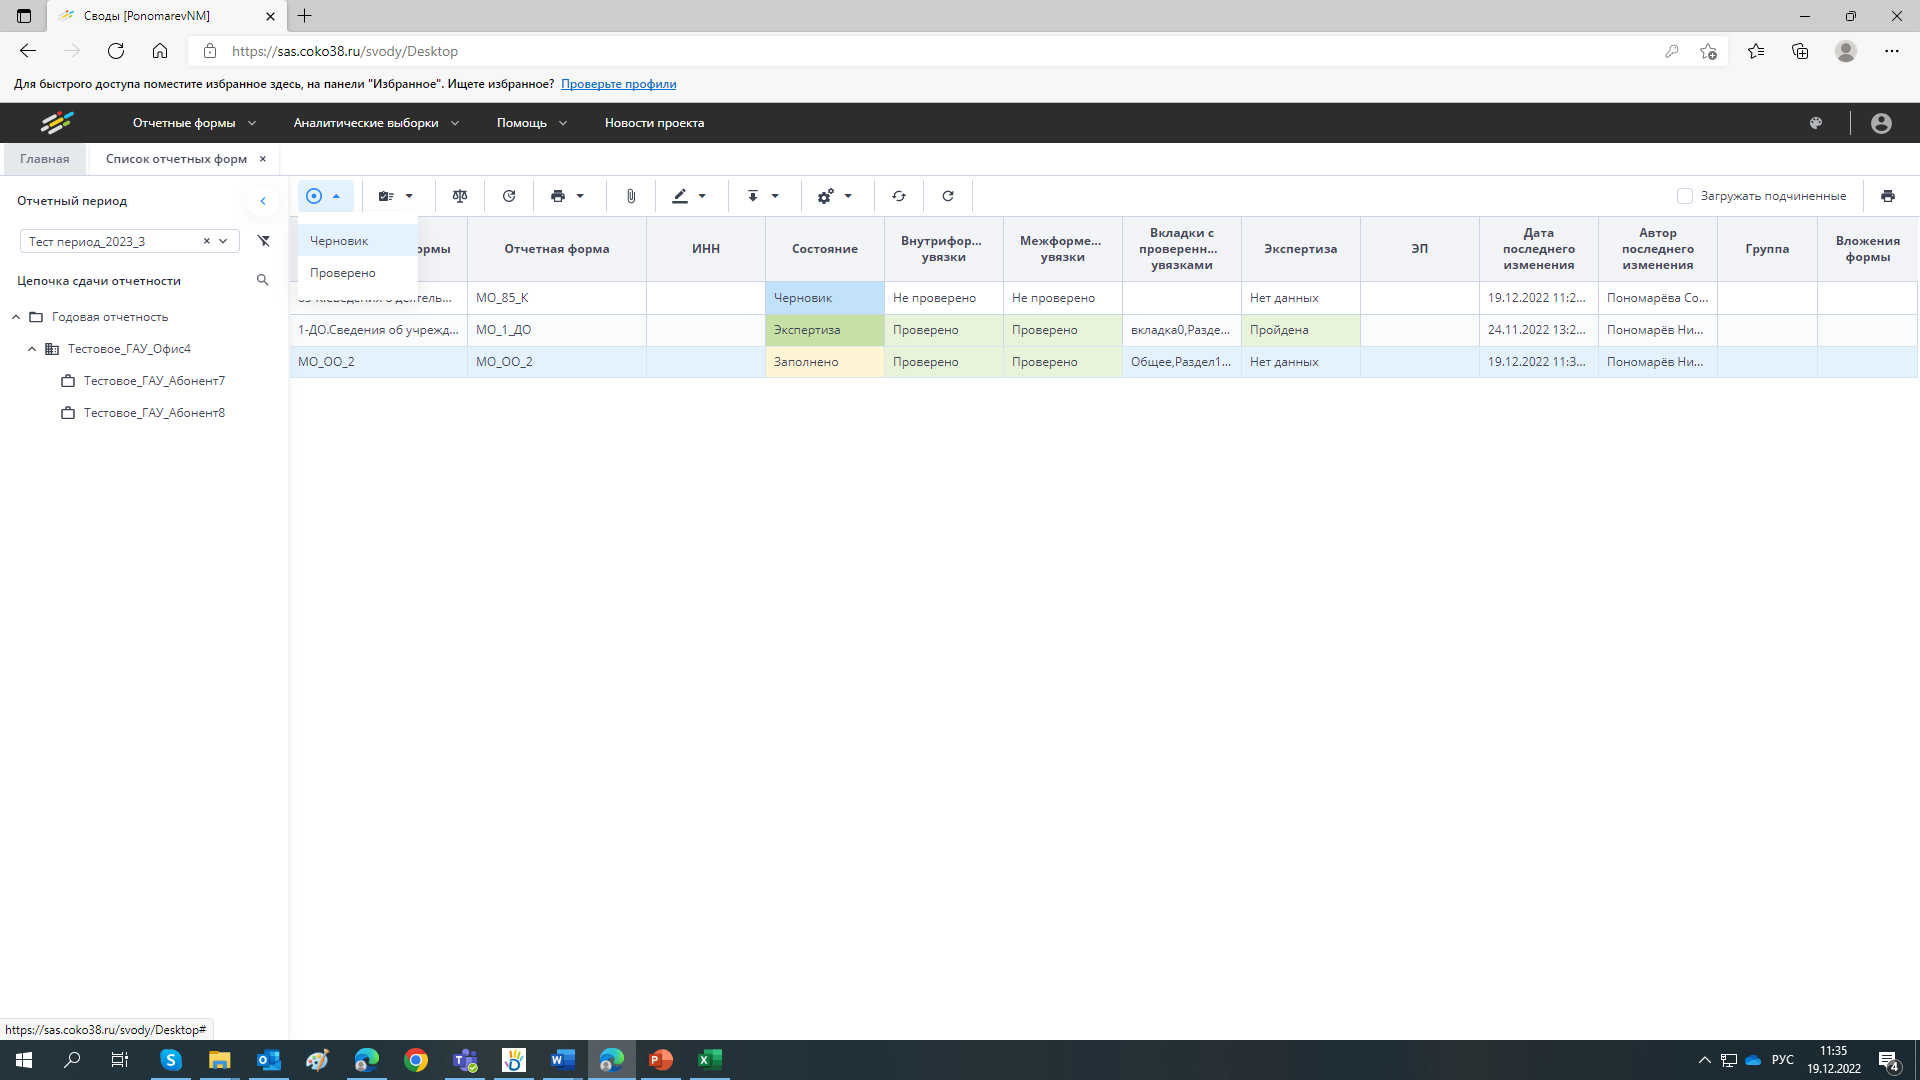 Своды [PonomarevNM]
https://sas.coko38.ru/svody/Desktop
Для быстрого доступа поместите избранное здесь, на панели "Избранное". Ищете избранное? Проверьте профили
Отчетные формы Аналитические выборки Помощь Новости проекта
Главная Список отчетных форм
Отчетный период
Загружать подчиненные
Тест период_2023_3
Черновик
Проверено
Цепочка сдачи отчетности
Годовая отчетность
Тестовое_ГАУ_Офис4
Тестовое_ГАУ_Абонент7
Тестовое_ГАУ_Абонент8
ормы Отчетная форма ИНН Состояние Внутрифор... увязки Межформе... увязки Вкладки с проверенн... увязками Экспертиза ЭП Дата последнего изменения Автор последнего изменения Группа Вложения формы
МО_85_К Черновик Не проверено Не проверено Нет данных 19.12.2022 11:2... Пономарёва Со...
1-ДО.Сведения об учрежд... МО_1_ДО Экспертиза Проверено Проверено вкладка0,Разде... Пройдена 24.11.2022 13:2... Пономарёв Ни...
МО_ОО_2 МО_ОО_2 Заполнено Проверено Проверено Общее,Раздел1... Нет данных 19.12.2022 11:3... Пономарёв Ни...
https://sas.coko38.ru/svody/Desktop#
РУС
11:35
19.12.2022
4